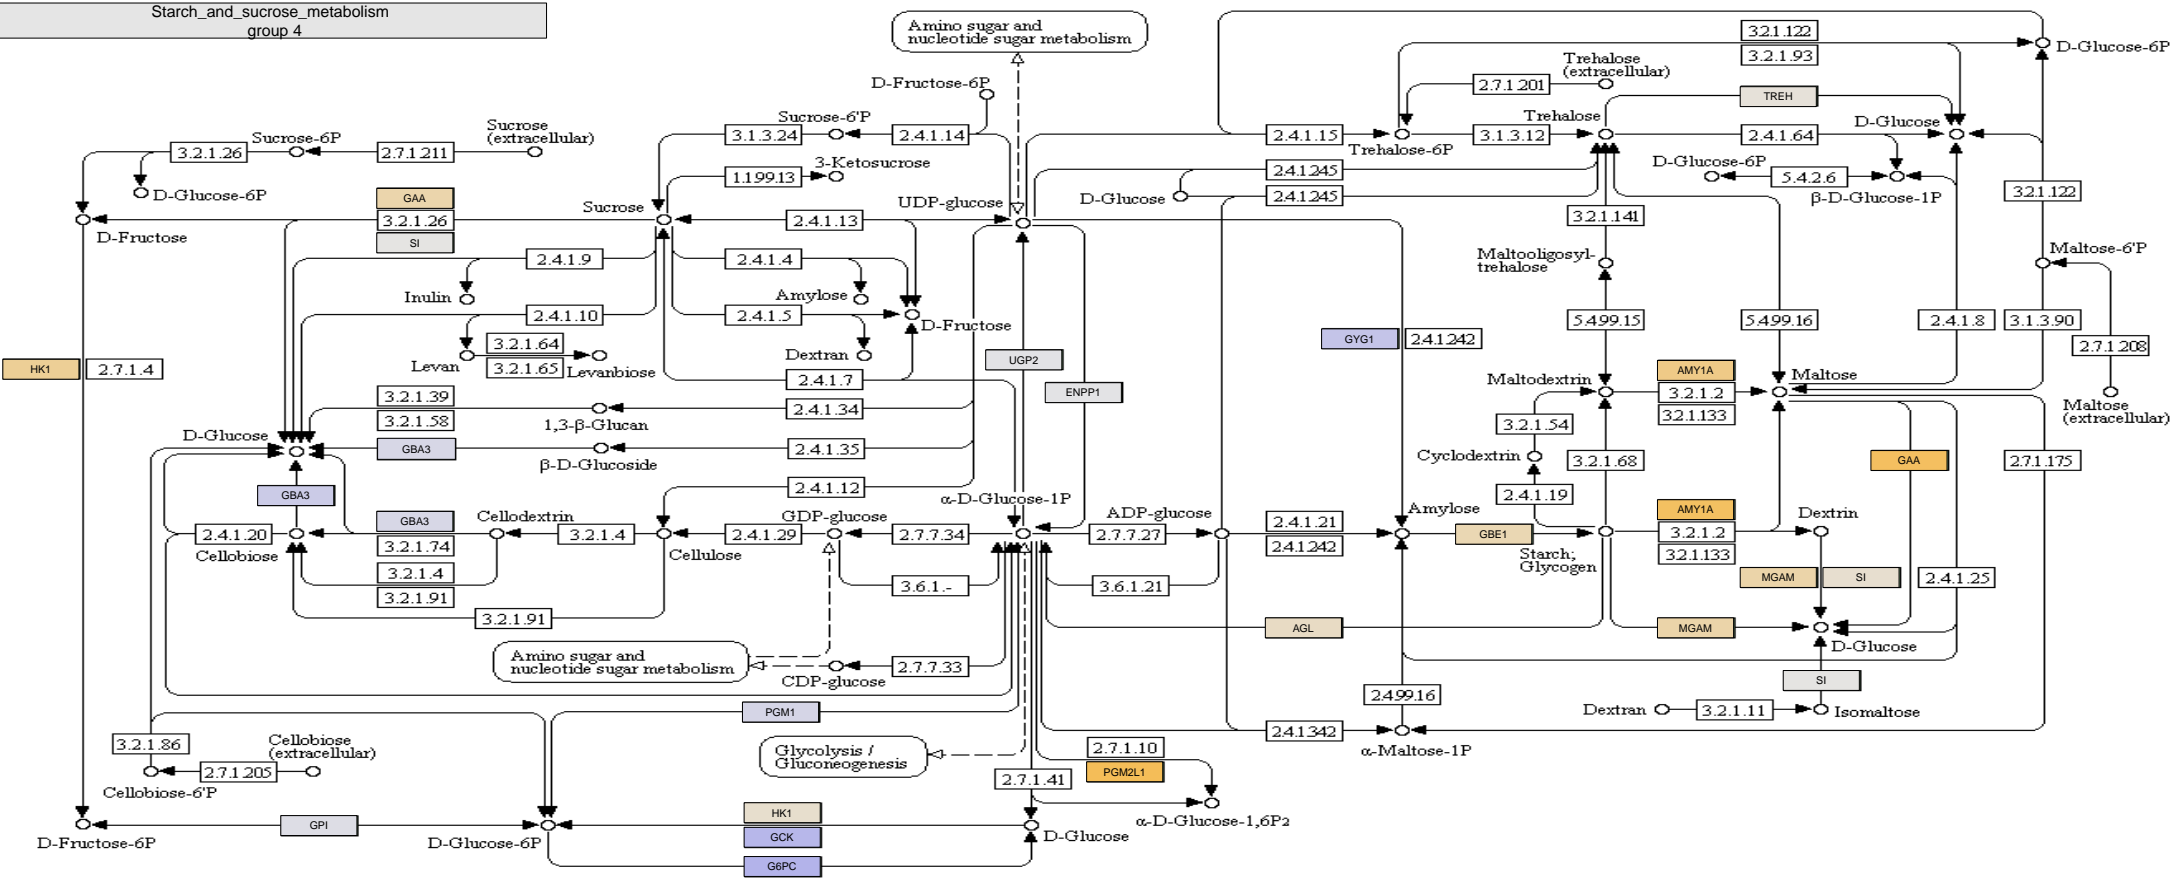 Starch_and_sucrose_metabolism
group 4
Amino sugar and
nucleotide sugar metabolism
3.2.1.122
3.2.1.93
D-Glucose-6P
Trehalose
(extracellular)
2.7.1.201
TREH
D-Fructose-6P
Sucrose-6'P
3.1.3.24
2.4.1.14
Trehalose
D-Glucose
2.4.1.15
3.1.3.12
2.4.1.64
Trehalose-6P
Sucrose
(extracellular)
Sucrose-6P
3.2.1.26
2.7.1.211
3-Ketosucrose
1.1.99.13
D-Glucose-6P
2.4.1.245
D-Glucose-6P
5.4.2.6
β-D-Glucose-1P
3.2.1.122
GAA
D-Glucose
2.4.1.245
Sucrose
UDP-glucose
3.2.1.26
2.4.1.13
3.2.1.141
D-Fructose
SI
2.4.1.9
2.4.1.4
Maltooligosyl-
trehalose
Maltose-6'P
Inulin
Amylose
2.4.1.10
2.4.1.5
D-Fructose
5.4.99.15
5.4.99.16
2.4.1.8
3.1.3.90
GYG1
2.4.1.242
3.2.1.64
Levan
3.2.1.65
Levanbiose
Dextran
UGP2
2.7.1.208
HK1
2.7.1.4
2.4.1.7
ENPP1
Maltodextrin
AMY1A
3.2.1.2
3.2.1.133
Maltose
3.2.1.39
3.2.1.58
2.4.1.34
1,3-β-Glucan
Maltose
(extracellular)
D-Glucose
GBA3
2.4.1.35
β-D-Glucoside
3.2.1.54
Cyclodextrin
3.2.1.68
GAA
2.7.1.175
GBA3
2.4.1.12
α-D-Glucose-1P
2.4.1.19
GBA3
Cellodextrin
GDP-glucose
ADP-glucose
Amylose
AMY1A
Dextrin
2.4.1.20
3.2.1.74
3.2.1.4
2.4.1.29
2.7.7.34
2.7.7.27
2.4.1.21
2.4.1.242
GBE1
3.2.1.2
3.2.1.133
Cellobiose
Cellulose
Starch;
Glycogen
3.2.1.4
3.2.1.91
3.6.1.-
3.6.1.21
MGAM
SI
2.4.1.25
3.2.1.91
AGL
MGAM
D-Glucose
Amino sugar and
nucleotide sugar metabolism
2.7.7.33
CDP-glucose
SI
PGM1
2.4.99.16
Dextran
3.2.1.11
Isomaltose
3.2.1.86
Cellobiose
(extracellular)
2.7.1.205
Cellobiose-6'P
Glycolysis /
Gluconeogenesis
2.7.1.10
PGM2L1
2.4.1.342
α-Maltose-1P
2.7.1.41
α-D-Glucose-1,6P2
HK1
GPI
GCK
D-Glucose
D-Fructose-6P
D-Glucose-6P
G6PC